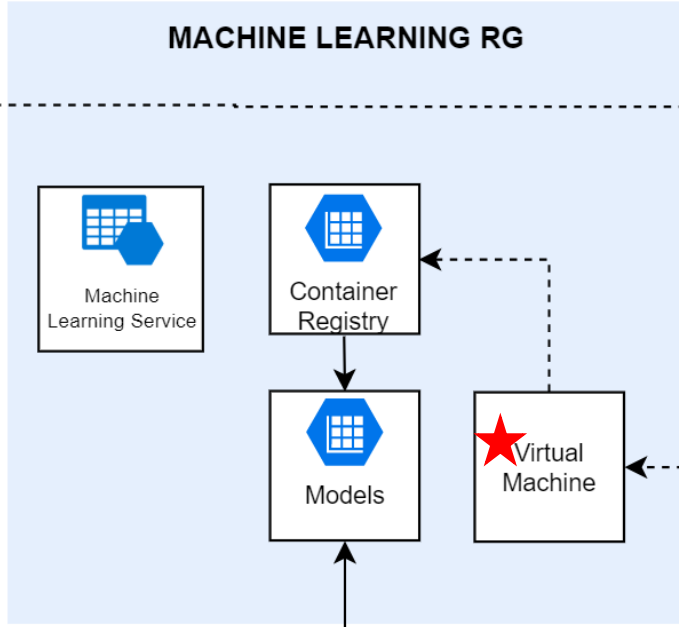 MACHINE LEARNING RG
Machine
Learning Service
Container
Registry
Models
Virtual
Machine